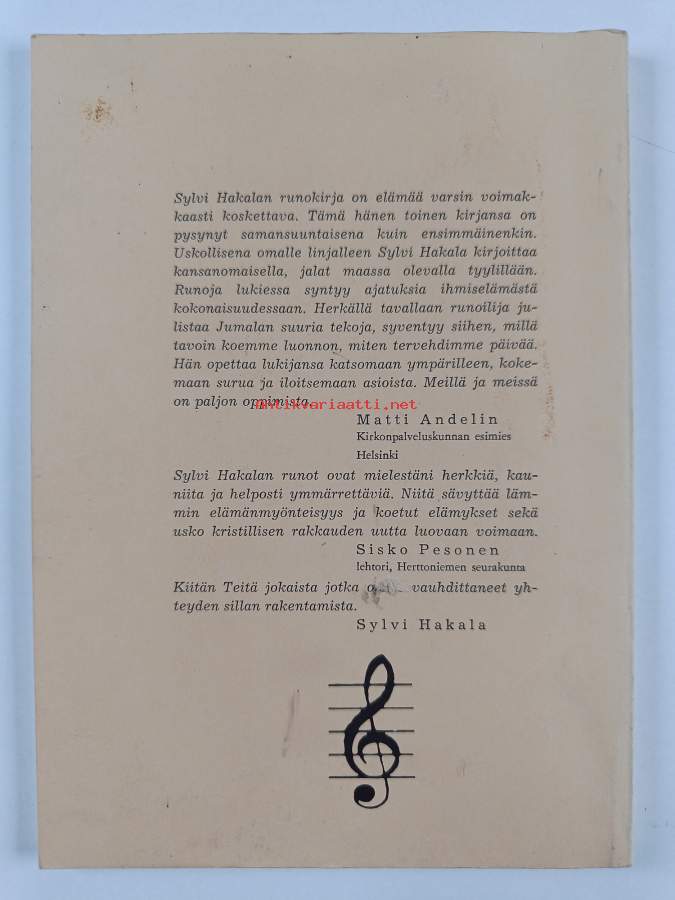 Sylvi Hakalan runokirja on elämää varsin voimak-
kaasti koskettava. Tämä hänen toinen kirjansa on
pysynyt samansuuntaisena kuin ensimmäinenkin.
Uskollisena omalle linjalleen Sylvi Hakala kirjoittaa
kansanomaisella, jalat maassa olevalla tyylillään.
Runoja lukiessa syntyy ajatuksia ihmiselämästä
kokonaisuudessaan. Herkällä tavallaan runoilija ju-
listaa Jumalan suuria tekoja, syventyy siihen, millä
tavoin koemme luonnon, miten tervehdimme päivää.
Hän opettaa lukijansa katsomaan ympärilleen, koke-
maan surua ja iloitsemaan asioista. Meillä ja meissä
on paljon oppimista.
antikvariaatti.net
Matti Andelin
Kirkonpalveluskunnan esimies
Helsinki
Sylvi Hakalan runot ovat mielestäni herkkiä, kau-
niita ja helposti ymmärrettäviä. Niitä sävyttää läm-
min elämänmyönteisyys ja koetut elämykset sekä
usko kristillisen rakkauden uutta luovaan voimaan.
Sisko Pesonen
lehtori, Herttoniemen seurakunta
Kiitän Teitä jokaista jotka vauhdittaneet yh-
teyden sillan rakentamista.
Sylvi Hakala